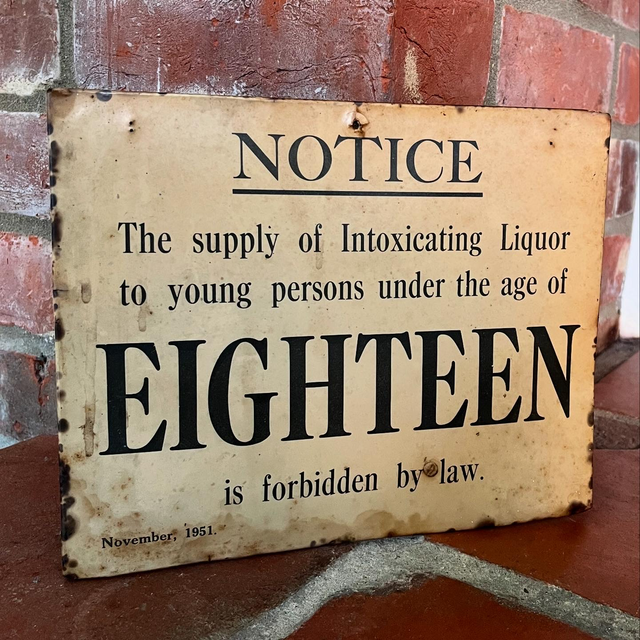 NOTICE
The supply of Intoxicating Liquor
to young persons under the age of
EIGHTEEN
is forbidden by law.
November, 1951.